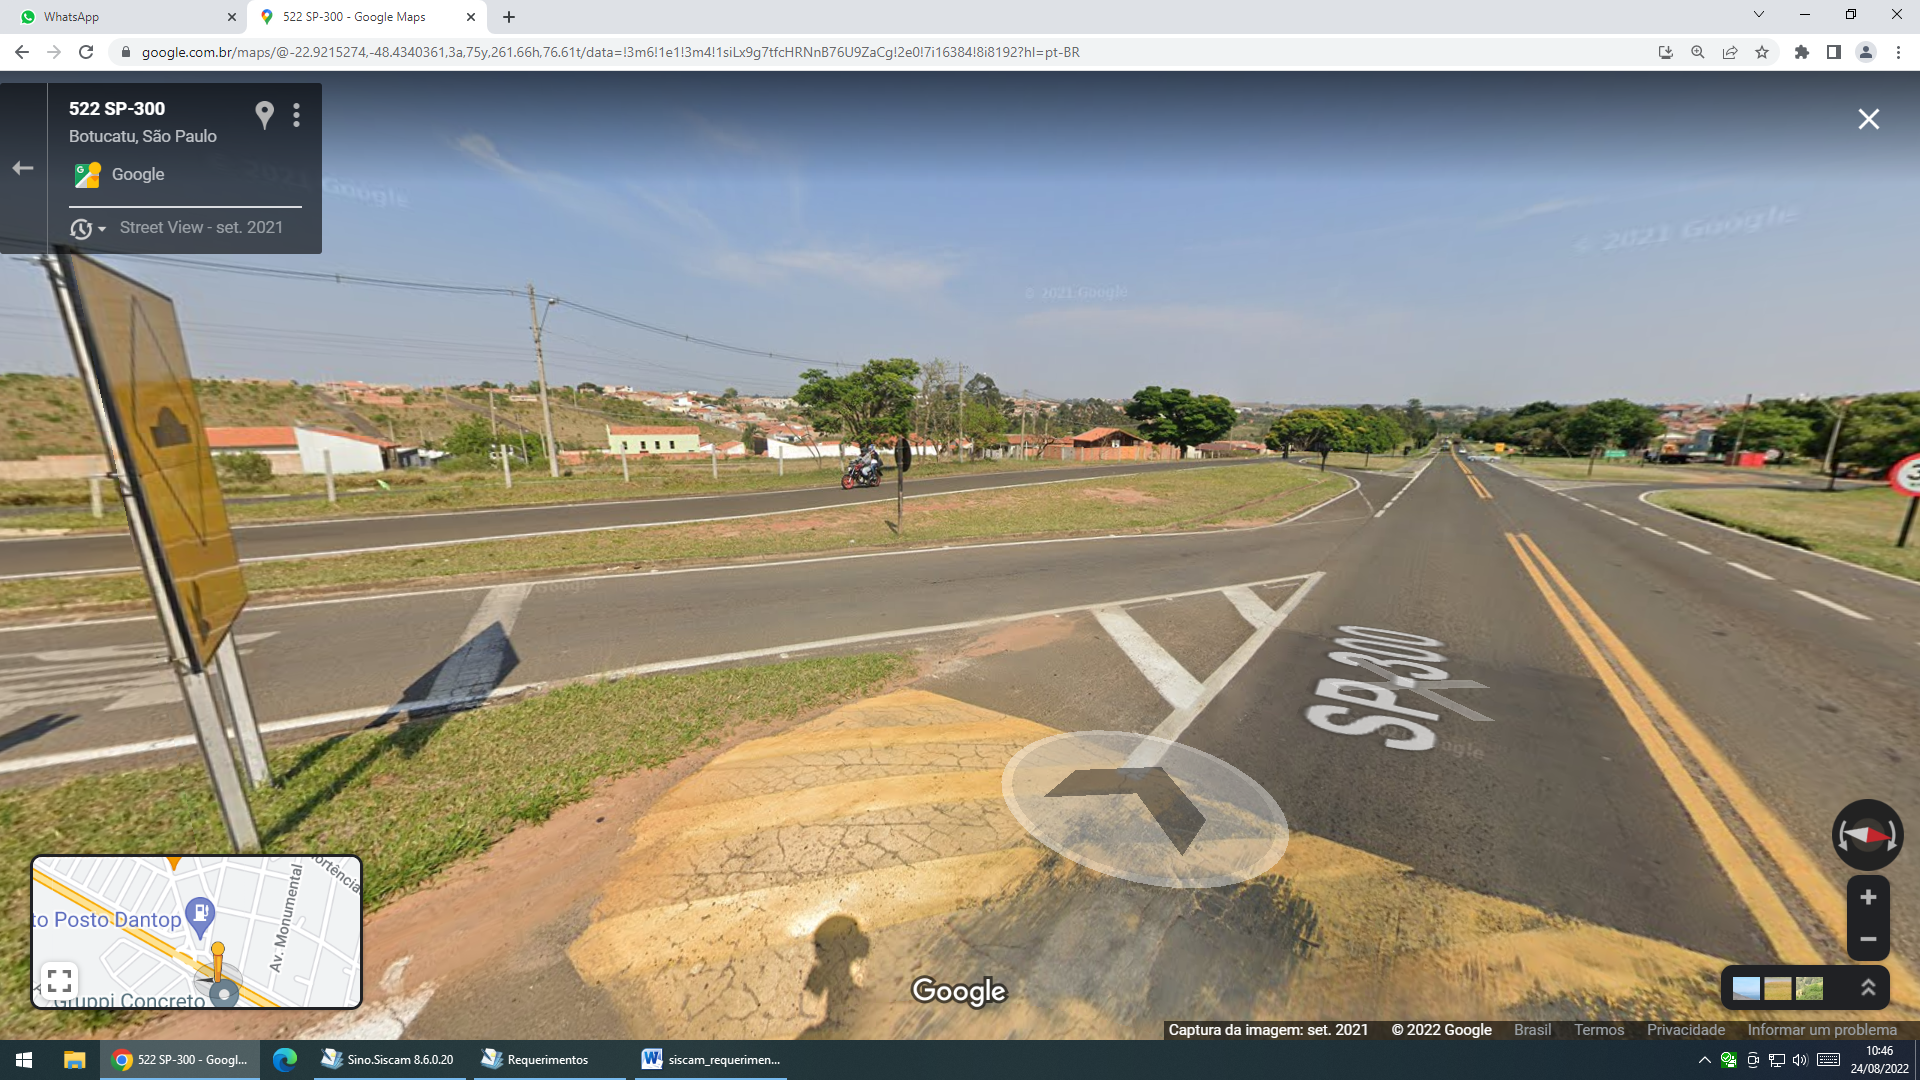 WhatsApp
522 SP-300 - Google Maps
google.com.br/maps/@-22.9215274,-48.4340361,3a,75y,261.66h,76.61t/data=!3m6!1e1!3m4!1siLx9g7tfcHRNnB76U9ZaCg!2e0!7i16384!8i8192?hl=pt-BR
522 SP-300
Botucatu, São Paulo
Google
Street View - set. 2021
© 2021 Google
© 2021 Google
SP-300
to Posto Dantop
Av. Monumental
ortência
Gruppi Concreto
Google
Captura da imagem: set. 2021
© 2022 Google
Brasil
Termos
Privacidade
Informar um problema
522 SP-300 - Googl...
Sino.Siscam 8.6.0.20
Requerimentos
siscam_requerimen...
10:46
24/08/2022